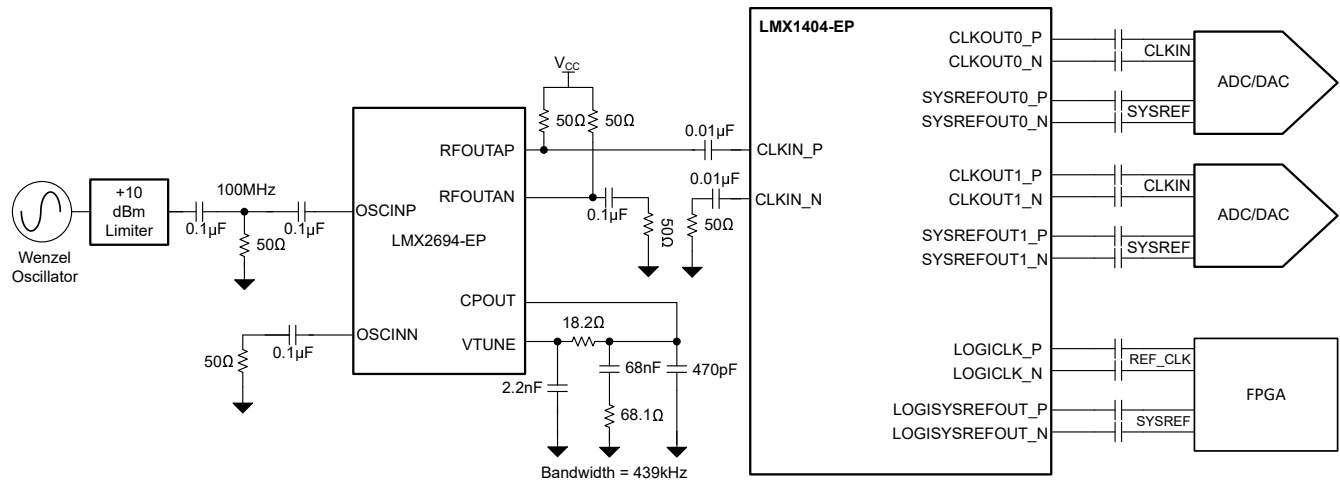 LMX1404-EP
CLKOUT0_P
CLKOUT0_N
CLKIN
ADC/DAC
SYSREFOUT0_P
SYSREFOUT0_N
SYSREF
VCC
50Ω
50Ω
RFOUTAP
0.01µF
CLKIN_P
RFOUTAN
0.1µF
50Ω
0.01µF
50Ω
CLKIN_N
CLKOUT1_P
CLKOUT1_N
CLKIN
ADC/DAC
SYSREFOUT1_P
SYSREFOUT1_N
SYSREF
Wenzel
Oscillator
+10
dBm
Limiter
0.1µF
100MHz
50Ω
0.1µF
OSCINP
LMX2694-EP
OSCINN
0.1µF
50Ω
CPOUT
VTUNE
18.2Ω
2.2nF
68nF
470pF
68.1Ω
Bandwidth = 439kHz
LOGICLK_P
LOGICLK_N
REF_CLK
FPGA
LOGISYSREFOUT_P
LOGISYSREFOUT_N
SYSREF